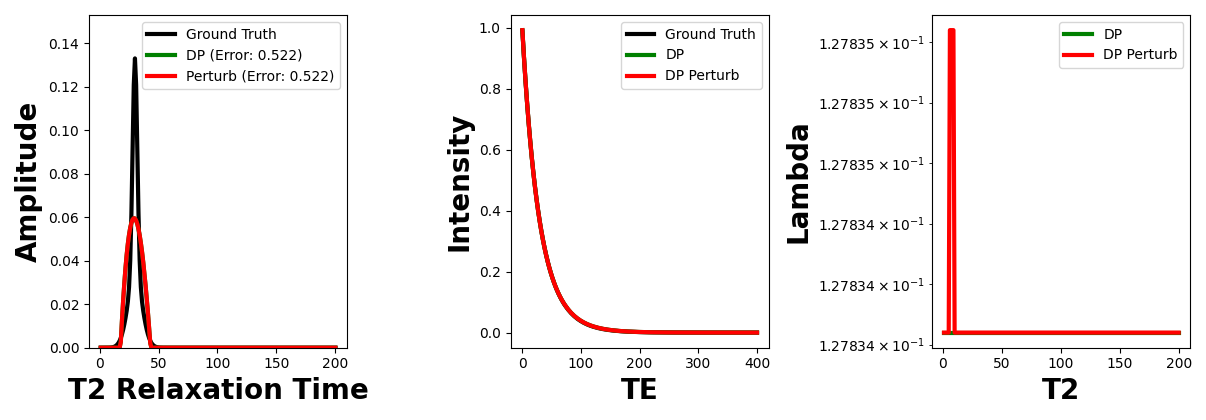 Amplitude
0.14
0.12
0.10
0.08
0.06
0.04
0.02
0.00
Ground Truth
DP (Error: 0.522)
Perturb (Error: 0.522)
0 50 100 150 200
T2 Relaxation Time
Intensity
1.0
0.8
0.6
0.4
0.2
0.0
Ground Truth
DP
DP Perturb
0 100 200 300 400
TE
Lambda
1.27835 × 10⁻¹
1.27835 × 10⁻¹
1.27835 × 10⁻¹
1.27834 × 10⁻¹
1.27834 × 10⁻¹
1.27834 × 10⁻¹
DP
DP Perturb
0 50 100 150 200
T2